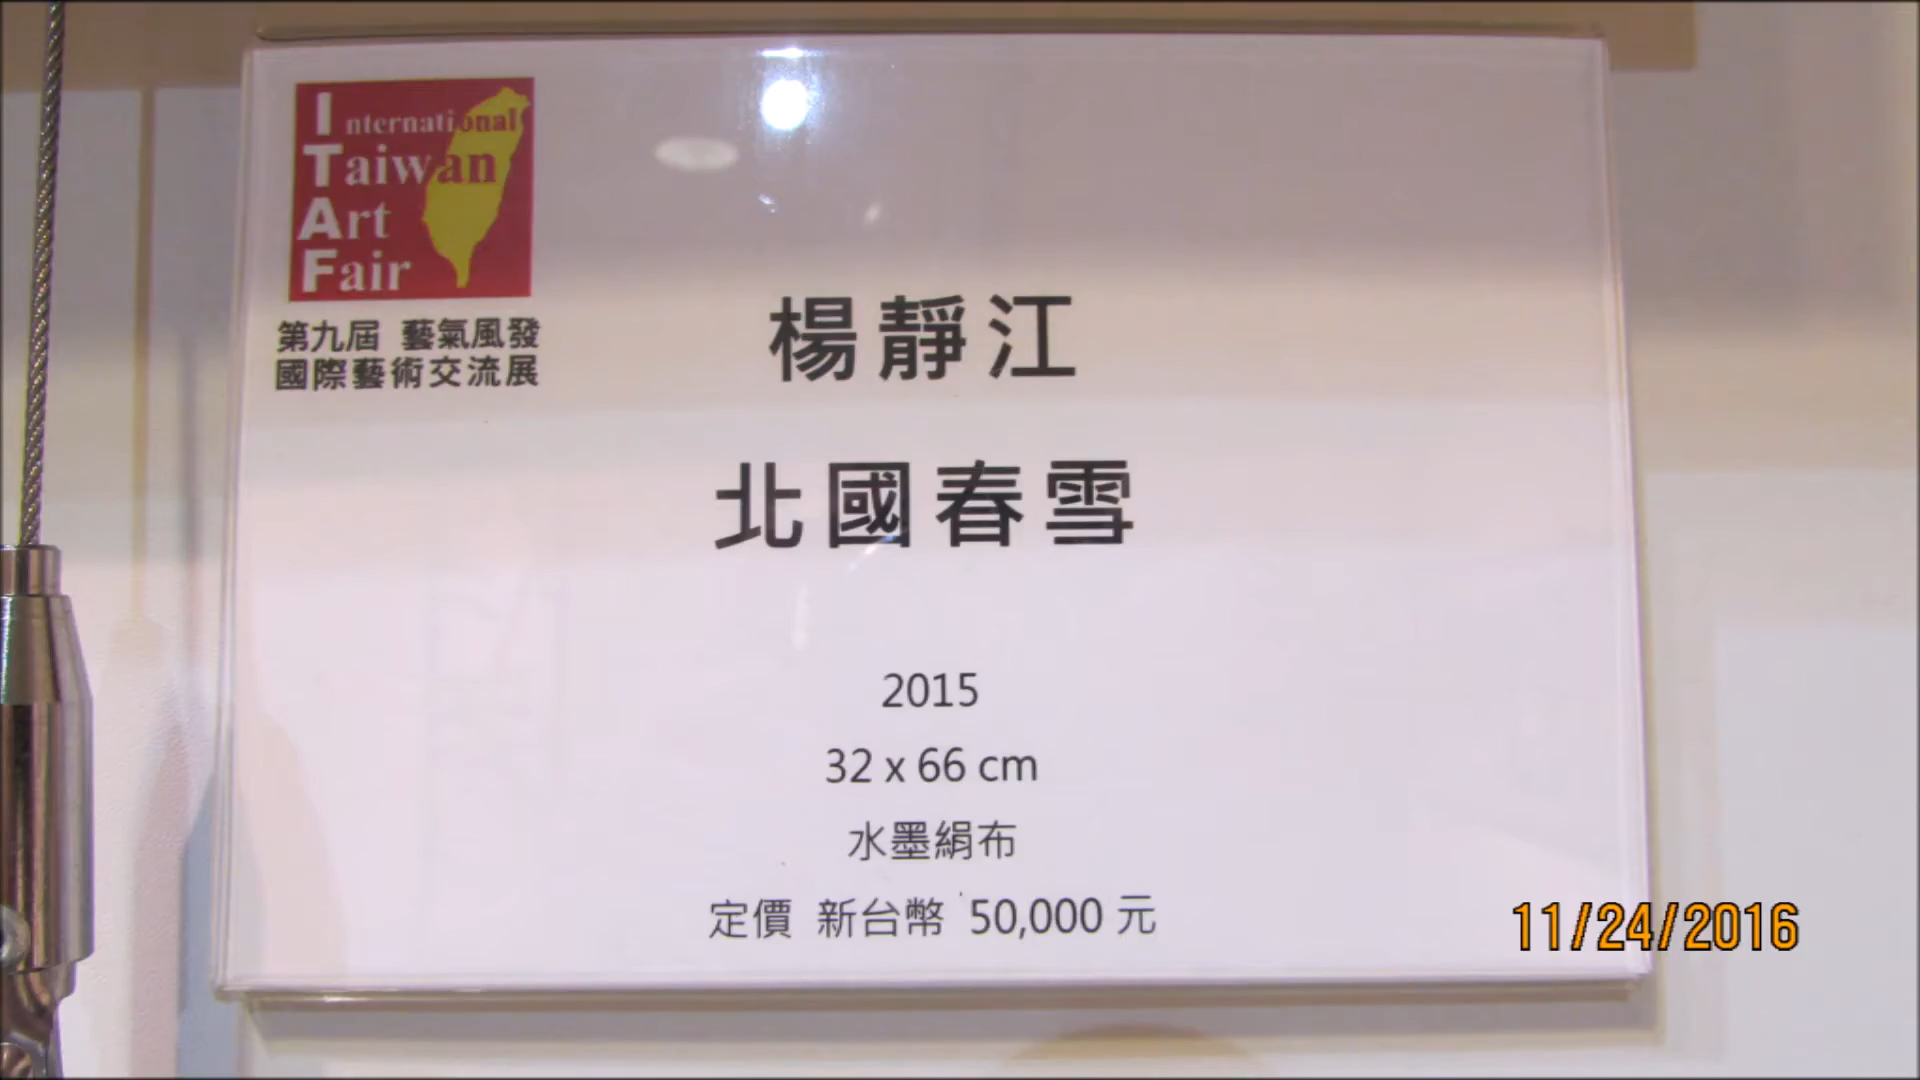 International
Taiwan
Art
Fair
第九屆 藝氣風發
國際藝術交流展
楊靜江
北國春雪
2015
32 x 66 cm
水墨絹布
定價 新台幣 50,000 元
11/24/2016